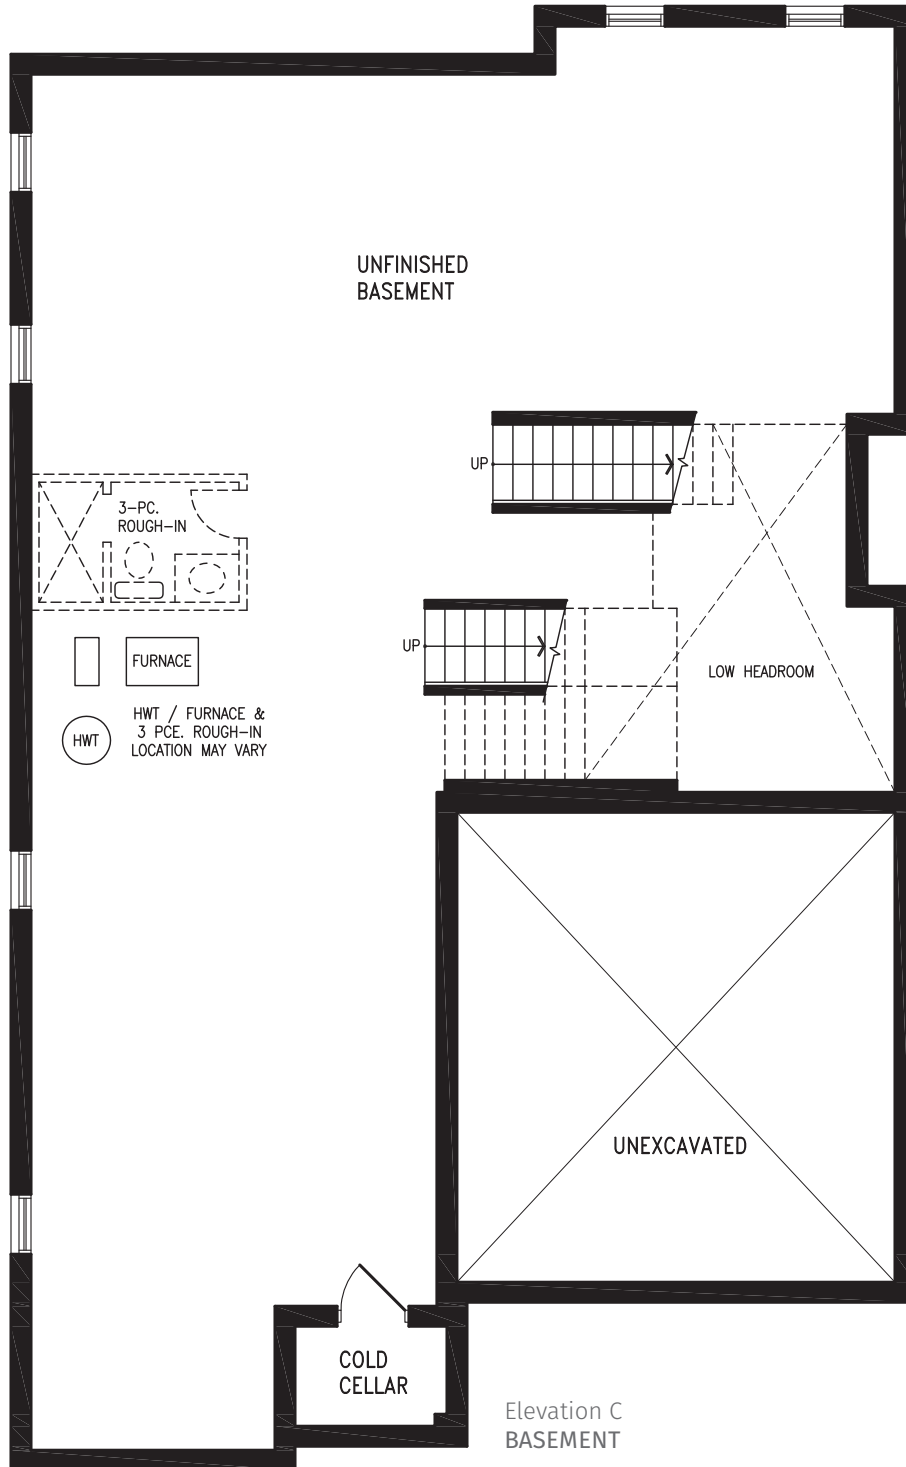 UNFINISHED
BASEMENT
UP
3-PC.
ROUGH-IN
UP
FURNACE
LOW HEADROOM
HWT
HWT / FURNACE &
3 PCE. ROUGH-IN
LOCATION MAY VARY
UNEXCAVATED
COLD
CELLAR
Elevation C
BASEMENT